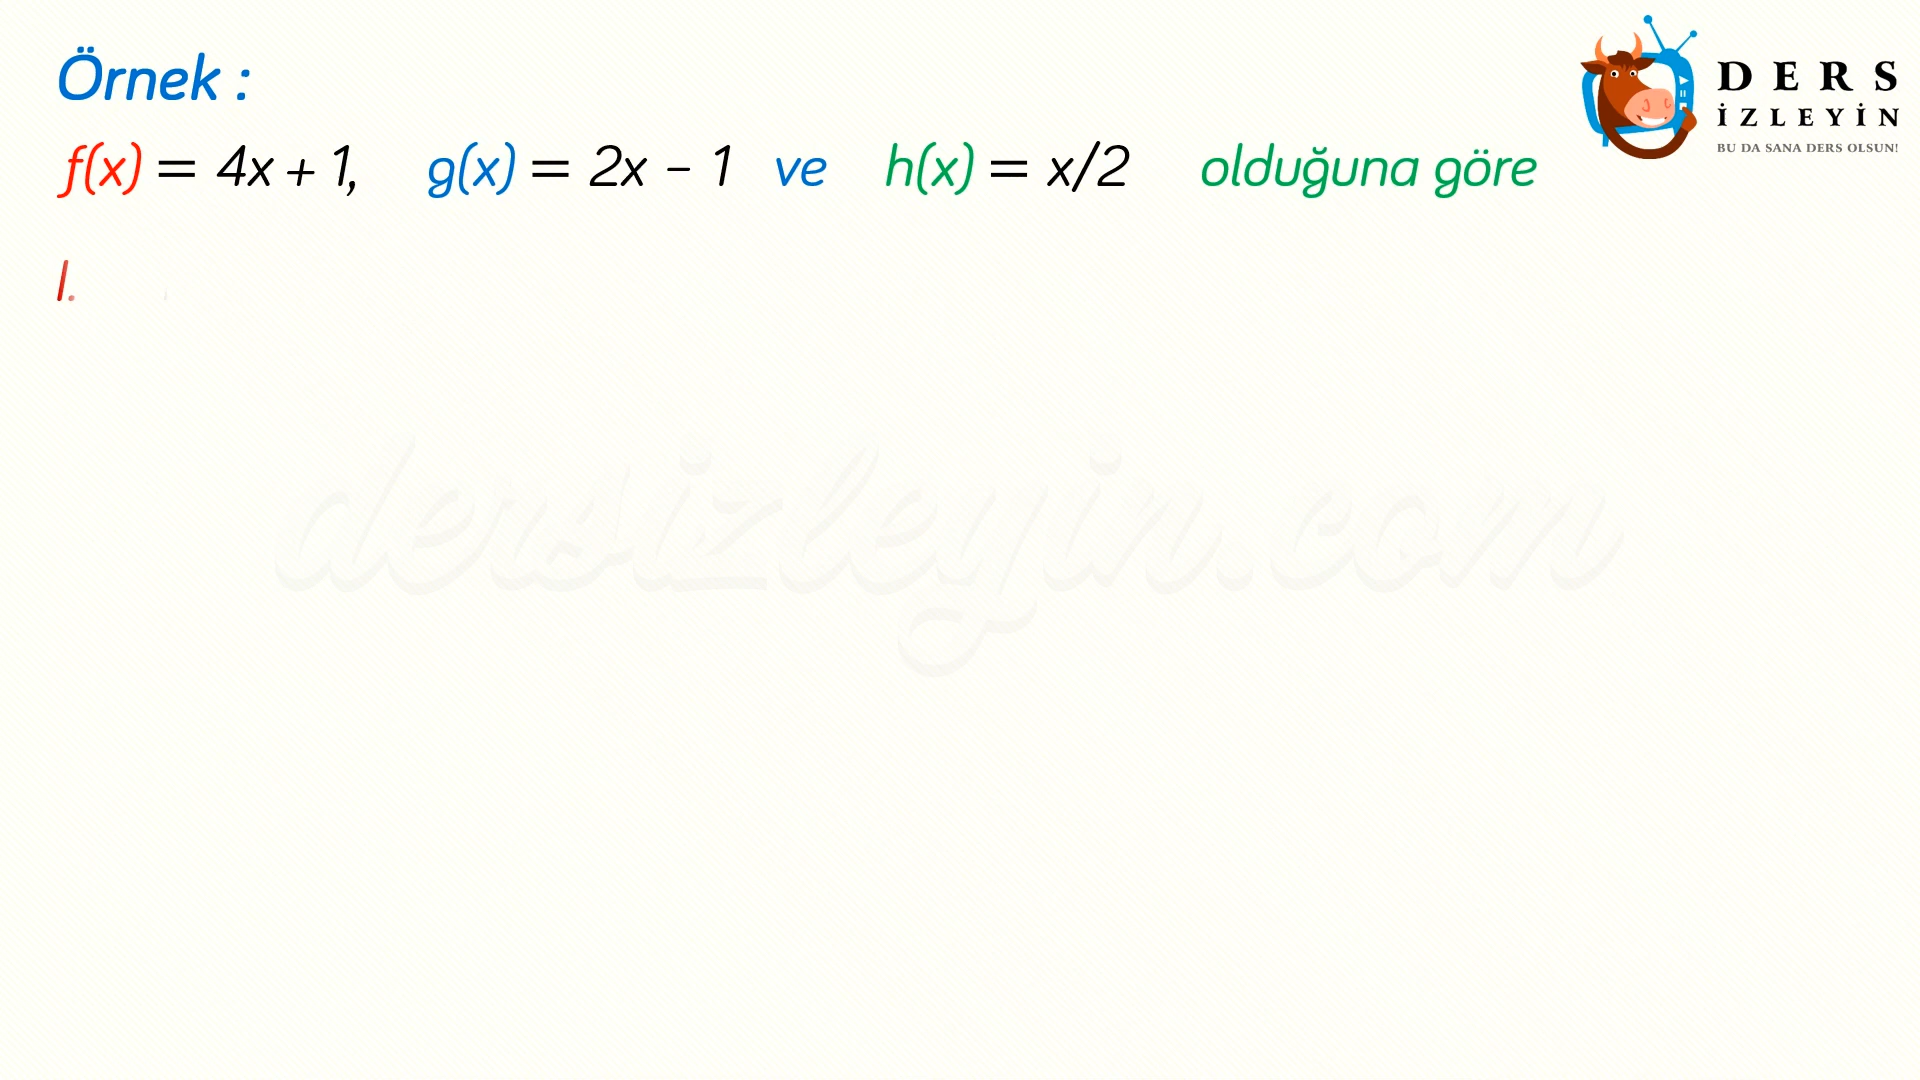 Örnek :
f(x) = 4x + 1, g(x) = 2x - 1 ve h(x) = x/2 olduğuna göre
I.
DERS
İZLEYİN
BU DA SANA DERS OLSUN!
dersizleyin.com